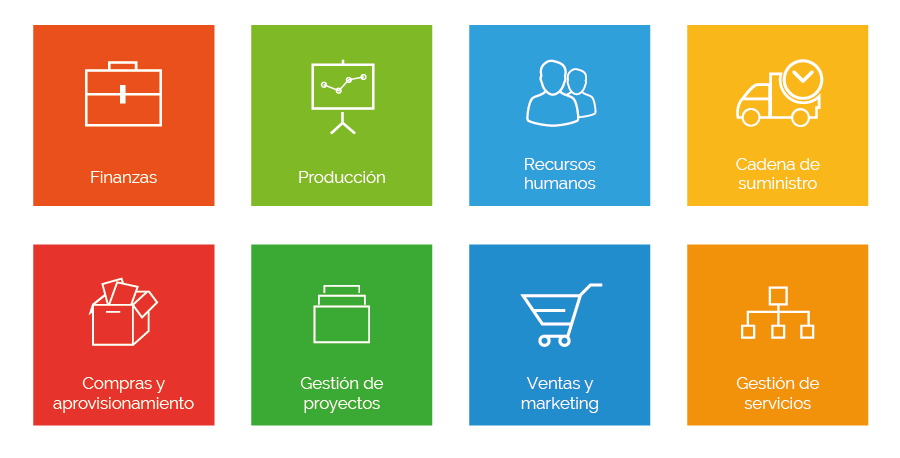 Finanzas
Producción
Recursos
humanos
Cadena de
suministro
Compras y
aprovisionamiento
Gestión de
proyectos
Ventas y
marketing
Gestión de
servicios